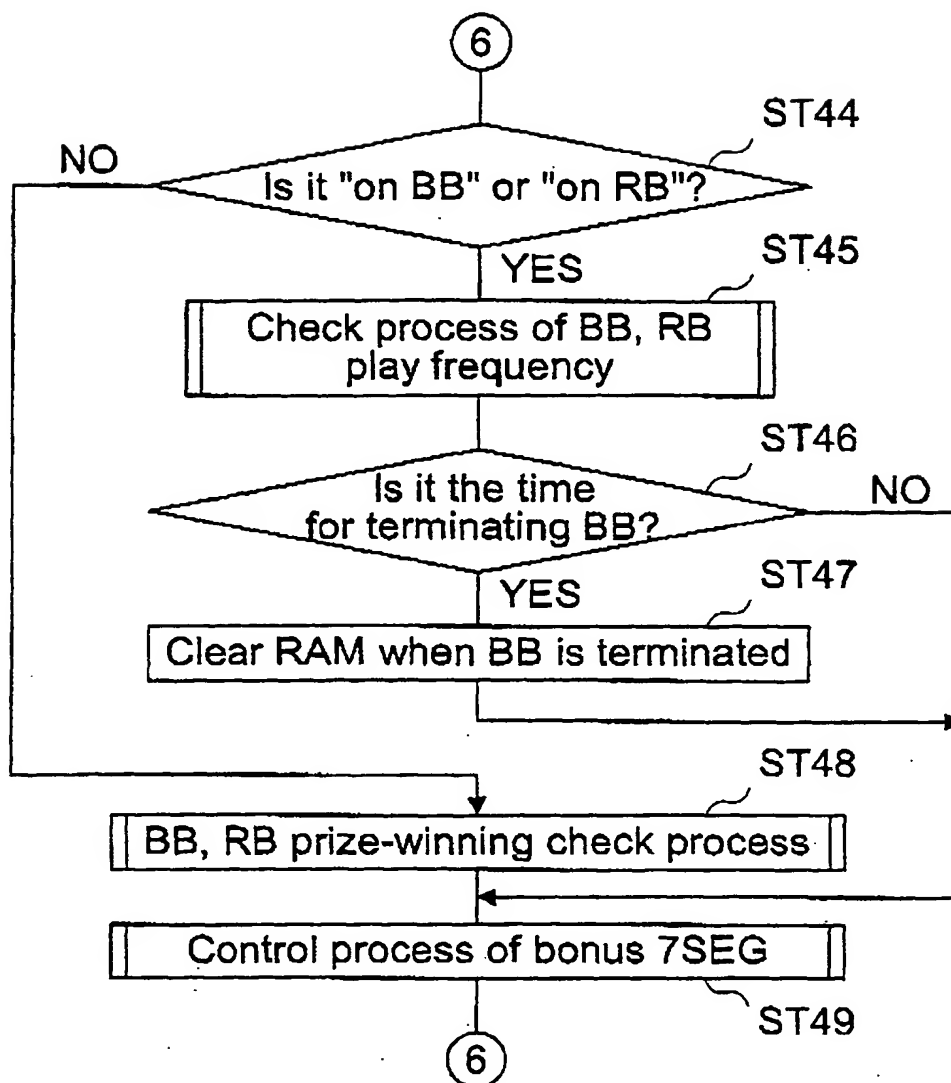 6
ST44
NO
Is it "on BB" or "on RB"?
YES
ST45
Check process of BB, RB
play frequency
ST46
Is it the time
for terminating BB?
NO
YES
ST47
Clear RAM when BB is terminated
ST48
BB, RB prize-winning check process
Control process of bonus 7SEG
ST49
6